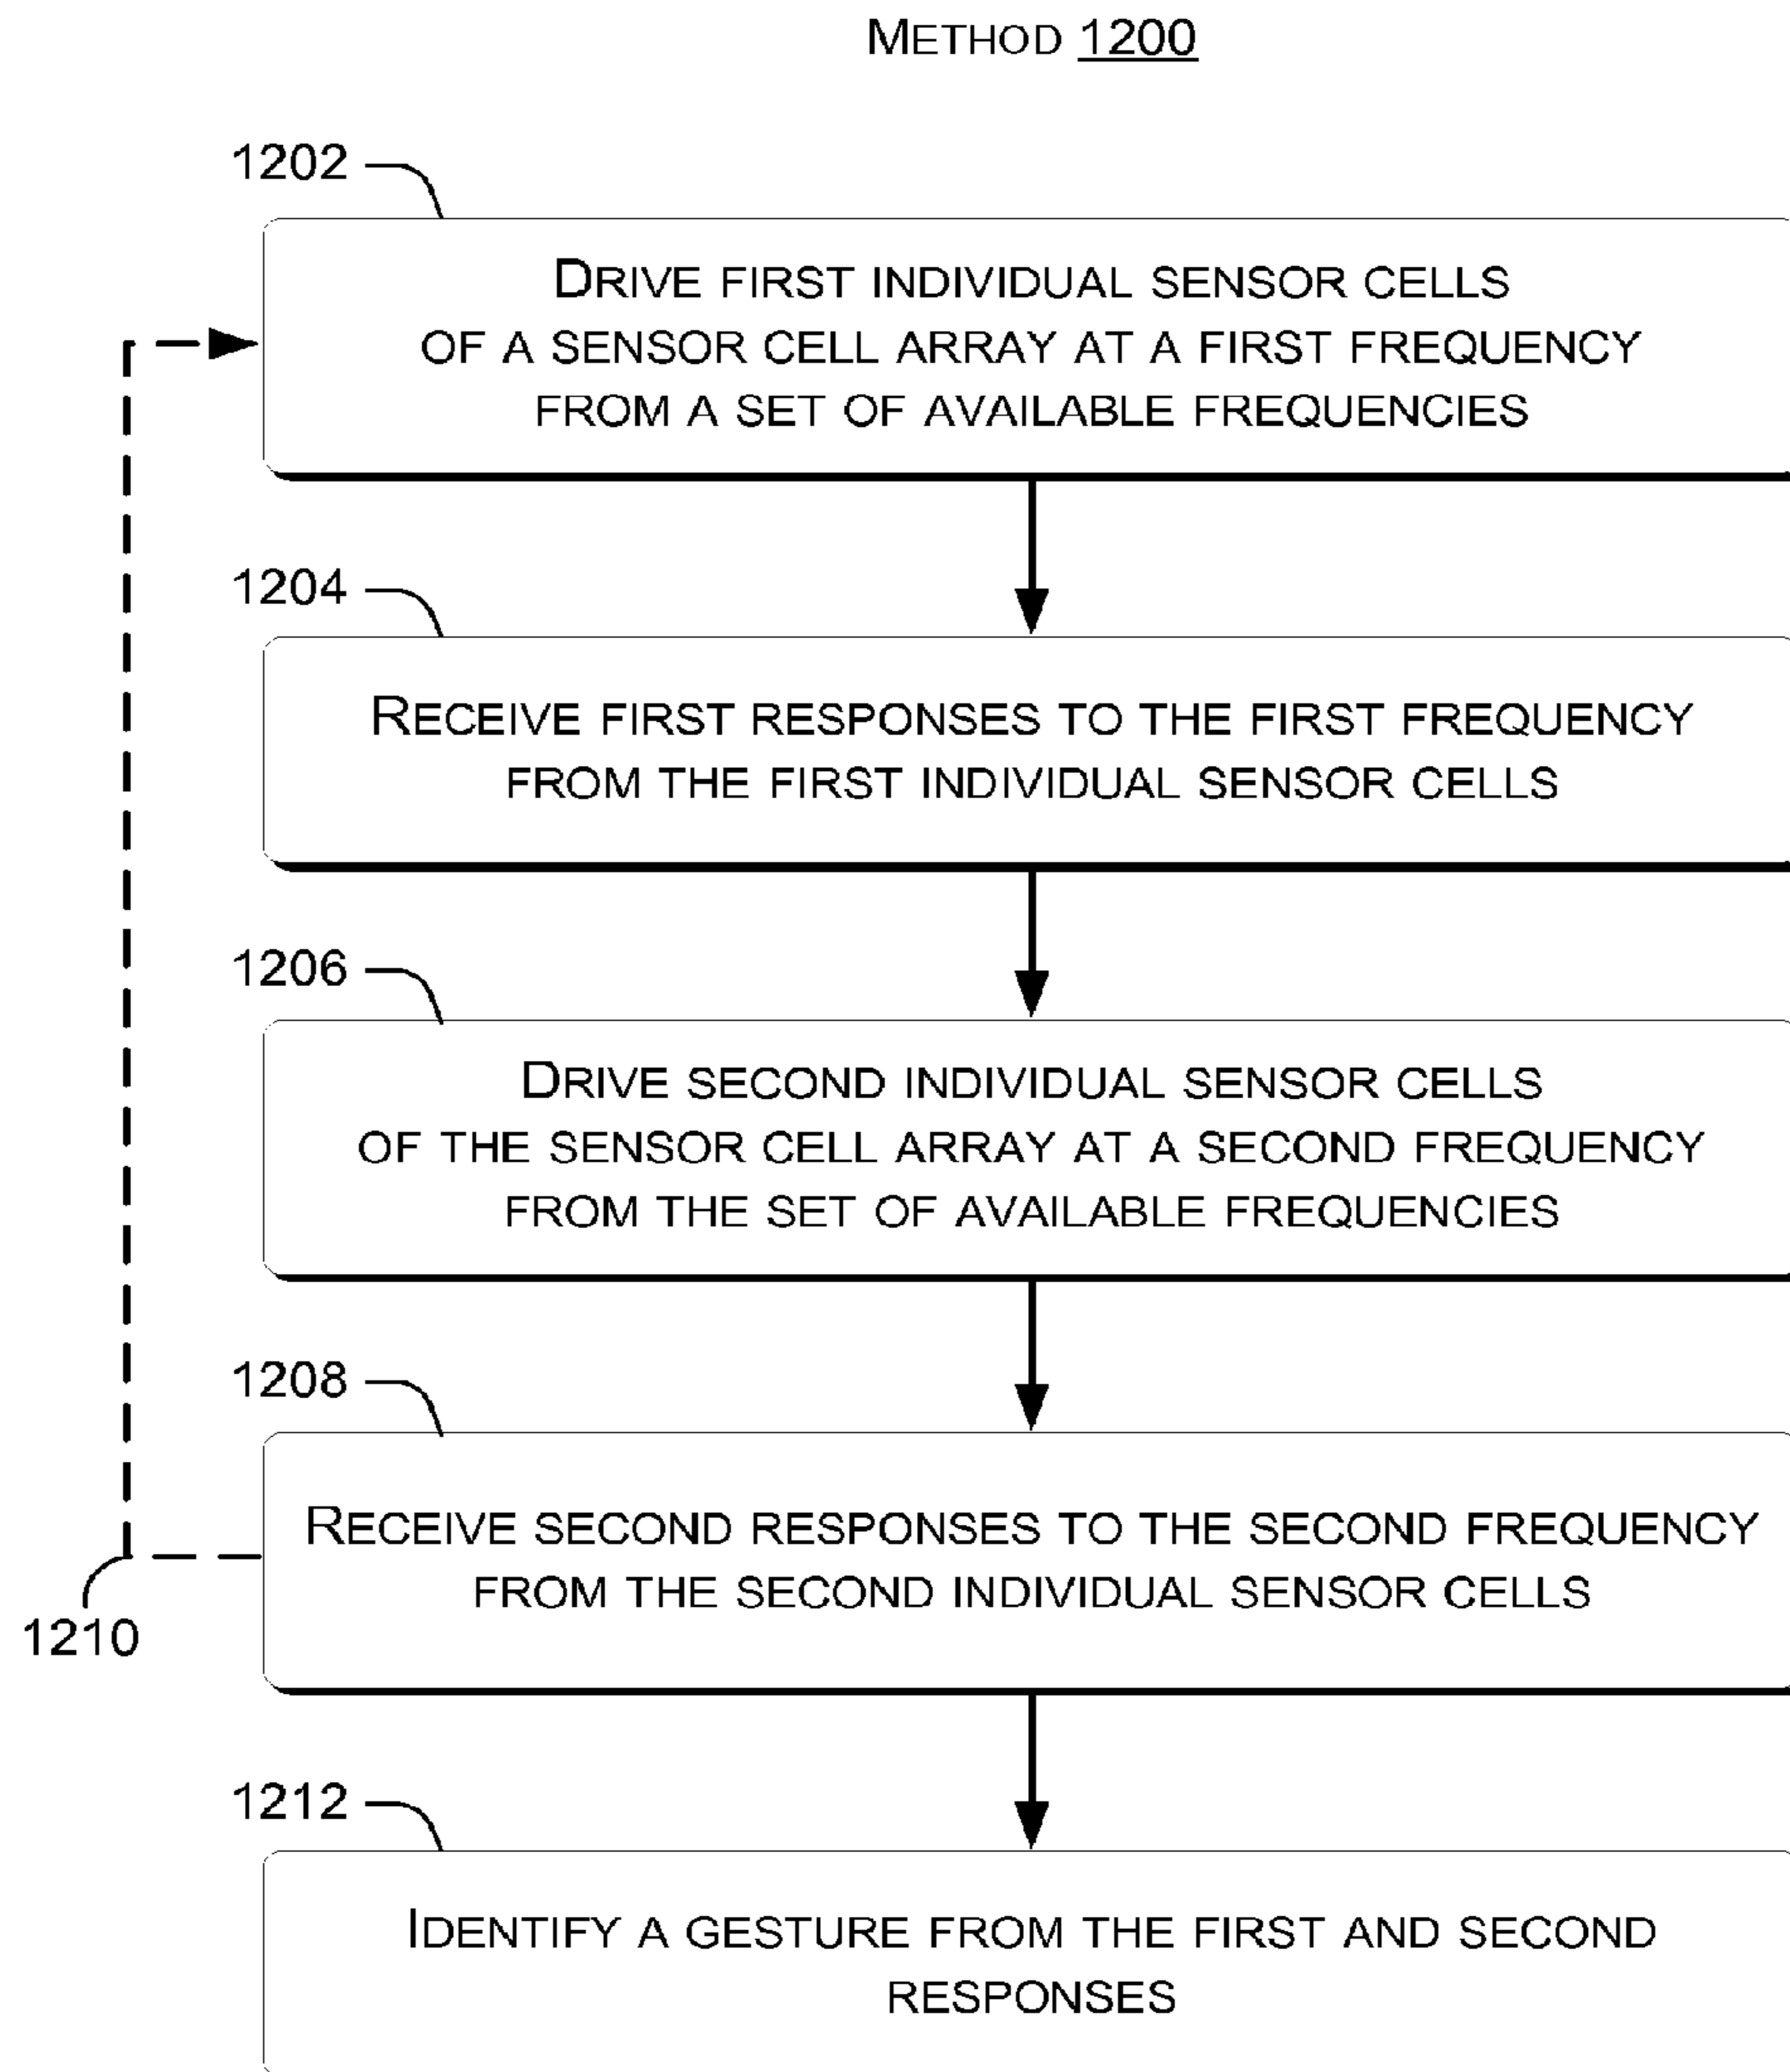 METHOD 1200
1202
DRIVE FIRST INDIVIDUAL SENSOR CELLS
OF A SENSOR CELL ARRAY AT A FIRST FREQUENCY
FROM A SET OF AVAILABLE FREQUENCIES
1204
RECEIVE FIRST RESPONSES TO THE FIRST FREQUENCY
FROM THE FIRST INDIVIDUAL SENSOR CELLS
1206
DRIVE SECOND INDIVIDUAL SENSOR CELLS
OF THE SENSOR CELL ARRAY AT A SECOND FREQUENCY
FROM THE SET OF AVAILABLE FREQUENCIES
1208
RECEIVE SECOND RESPONSES TO THE SECOND FREQUENCY
FROM THE SECOND INDIVIDUAL SENSOR CELLS
1210
1212
IDENTIFY A GESTURE FROM THE FIRST AND SECOND
RESPONSES